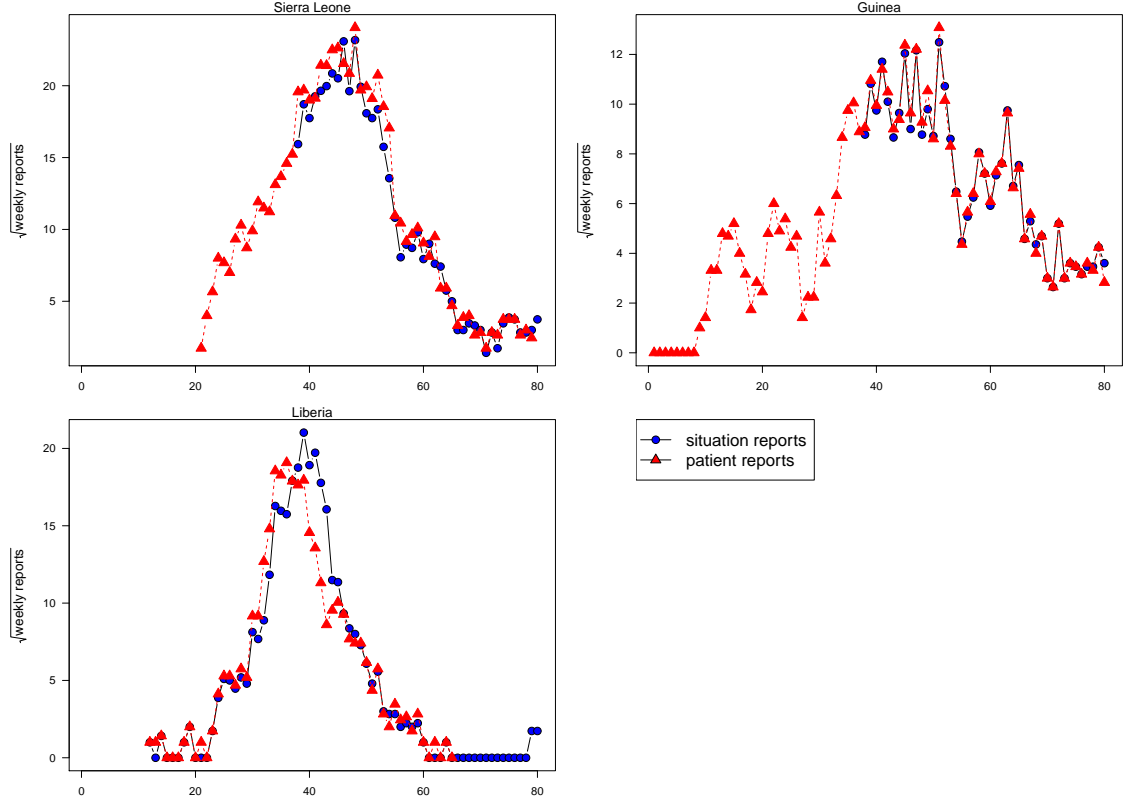 Sierra Leone
√weekly reports
20
15
10
5
0 20 40 60 80
Guinea
√weekly reports
12
10
8
6
4
2
0
0 20 40 60 80
Liberia
√weekly reports
20
15
10
5
0
0 20 40 60 80
situation reports
patient reports